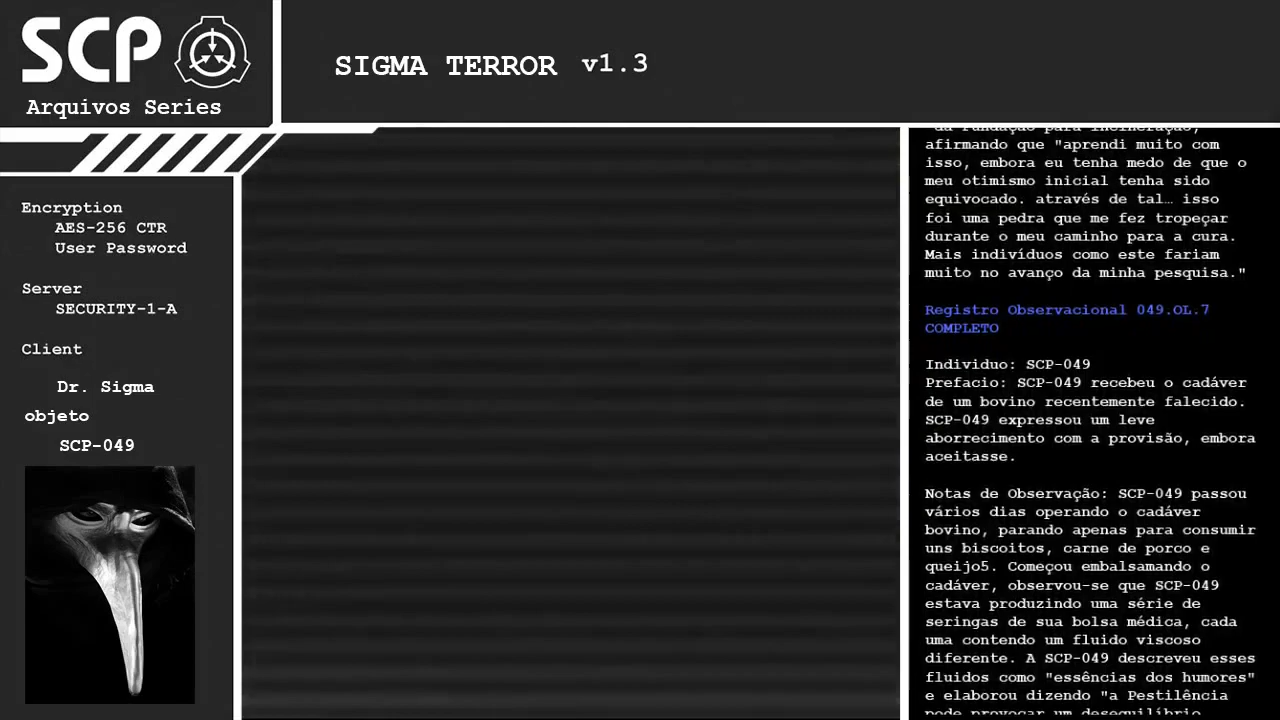 SCP
Arquivos Series
SIGMA TERROR v1.3
Encryption
AES-256 CTR
User Password
Server
SECURITY-1-A
Client
Dr. Sigma
objeto
SCP-049
da Fundação para incineração,
afirmando que "aprendi muito com
isso, embora eu tenha medo de que o
meu otimismo inicial tenha sido
equivocado. através de tal… isso
foi uma pedra que me fez tropeçar
durante o meu caminho para a cura.
Mais indivíduos como este fariam
muito no avanço da minha pesquisa."
Registro Observacional 049.OL.7
COMPLETO
Individuo: SCP-049
Prefacio: SCP-049 recebeu o cadáver
de um bovino recentemente falecido.
SCP-049 expressou um leve
aborrecimento com a provisão, embora
aceitasse.
Notas de Observação: SCP-049 passou
vários dias operando o cadáver
bovino, parando apenas para consumir
uns biscoitos, carne de porco e
queijo5. Começou embalsamando o
cadáver, observou-se que SCP-049
estava produzindo uma série de
seringas de sua bolsa médica, cada
uma contendo um fluido viscoso
diferente. A SCP-049 descreveu esses
fluidos como "essências dos humores"
e elaborou dizendo "a Pestilência
pode provocar um desequilíbrio